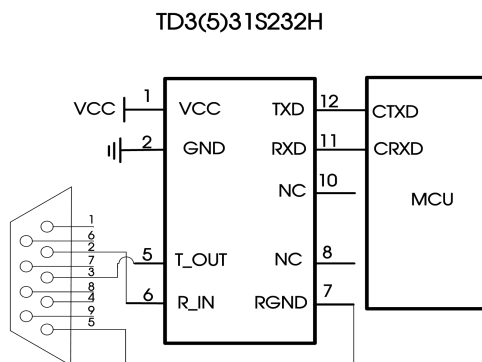 TD3(5)31S232H
VCC 1 VCC TXD 12 CTXD
2 GND RXD 11 CRXD
NC 10
MCU
1
6
2
7
3
8
4
9
5
5 T_OUT NC 8
6 R_IN RGND 7